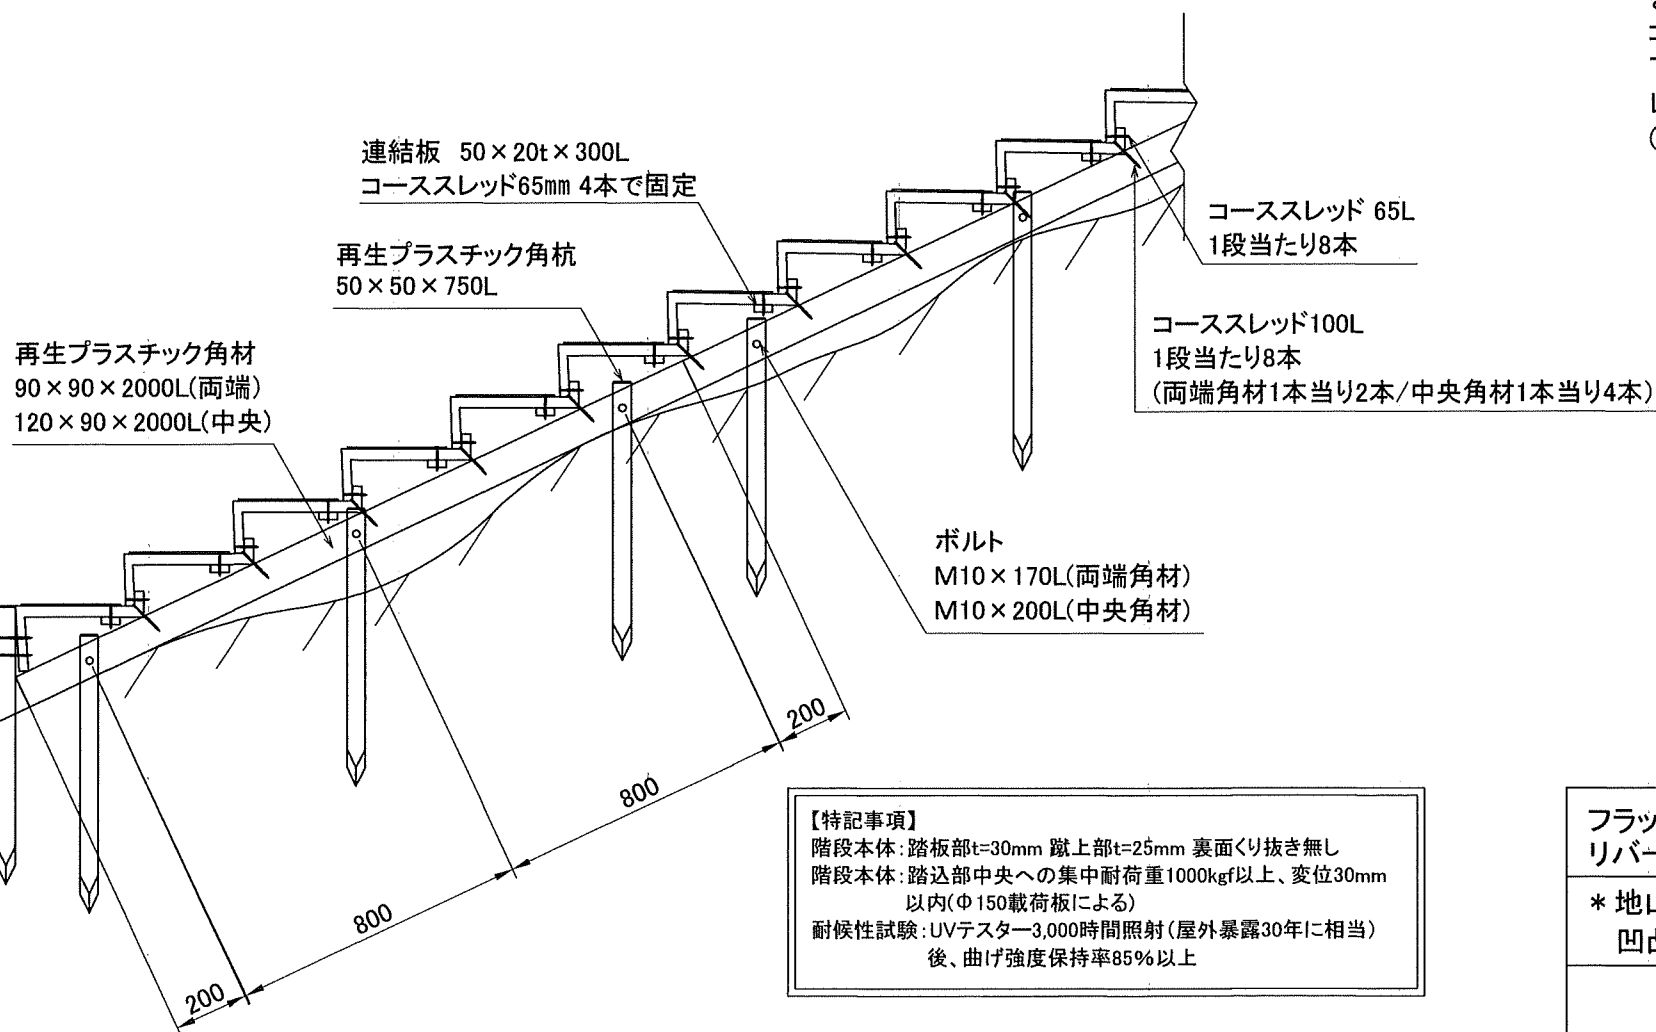 連結板 50×20t×300L
コーススレッド65mm 4本で固定
再生プラスチック角杭
50×50×750L
再生プラスチック角材
90×90×2000L(両端)
120×90×2000L(中央)
コーススレッド 65L
1段当たり8本
コーススレッド100L
1段当たり8本
(両端角材1本当り2本/中央角材1本当り4本)
ボルト
M10×170L(両端角材)
M10×200L(中央角材)
200
800
800
200
【特記事項】
階段本体:踏板部t=30mm 蹴上部t=25mm 裏面くり抜き無し
階段本体:踏込部中央への集中耐荷重1000kgf以上、変位30mm
以内(Φ150載荷板による)
耐候性試験:UVテスター3,000時間照射(屋外暴露30年に相当)
後、曲げ強度保持率85%以上
フラッ
リバー
*地
凹